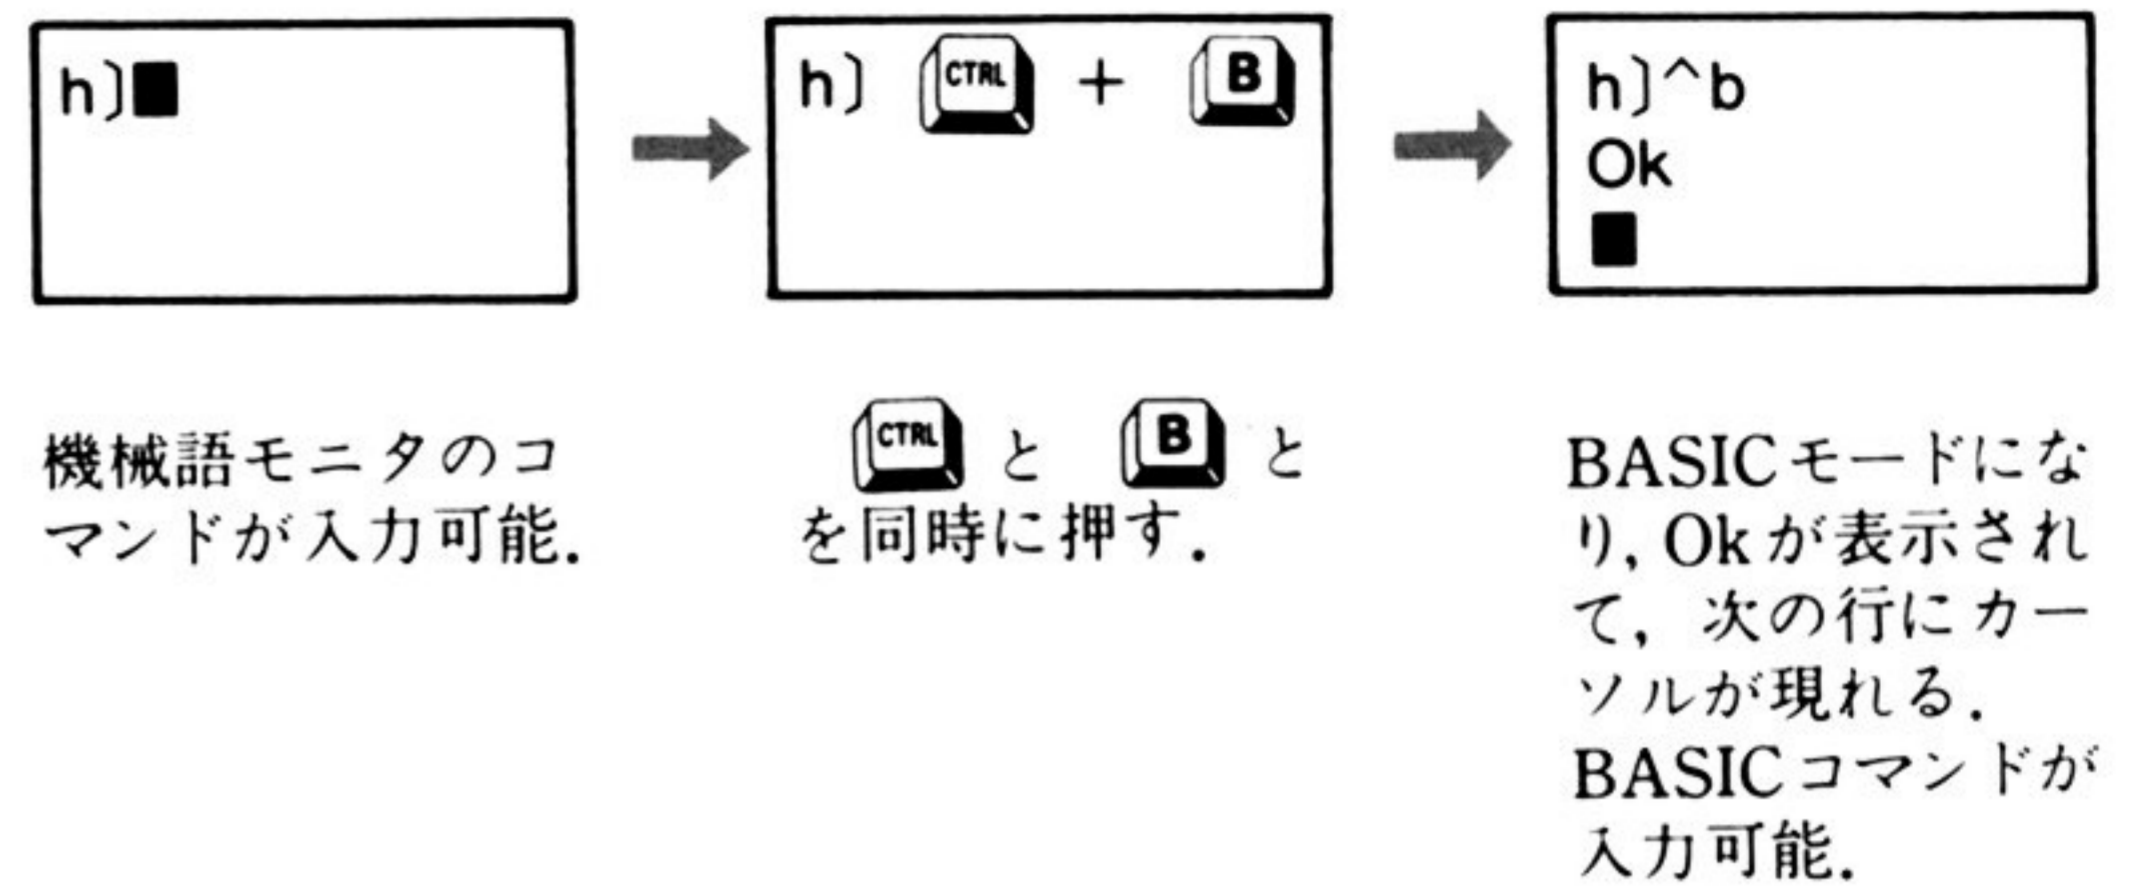 h]
h] CTRL + B
h]^b
Ok
機械語モニタのコ
マンドが入力可能.
CTRL と B と
を同時に押す.
BASICモードにな
り, Okが表示され
て, 次の行にカー
ソルが現れる.
BASICコマンドが
入力可能.